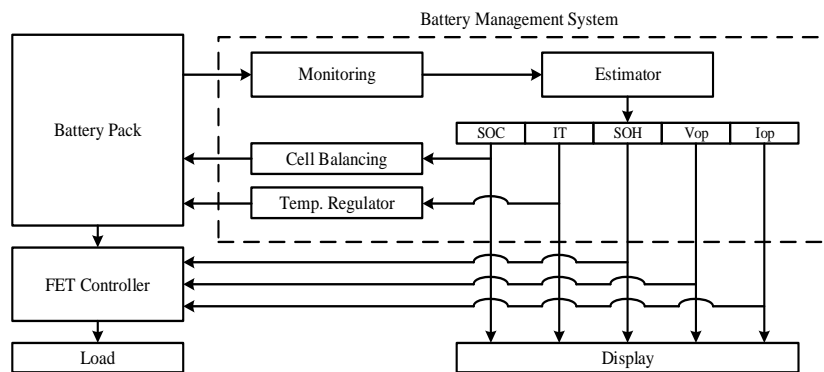 Battery Management System
Monitoring
Estimator
Battery Pack
SOC
IT
SOH
Vop
Iop
Cell Balancing
Temp. Regulator
FET Controller
Load
Display